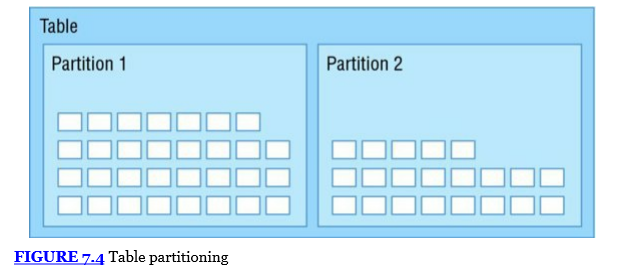 Table
Partition 1
Partition 2
FIGURE 7.4 Table partitioning